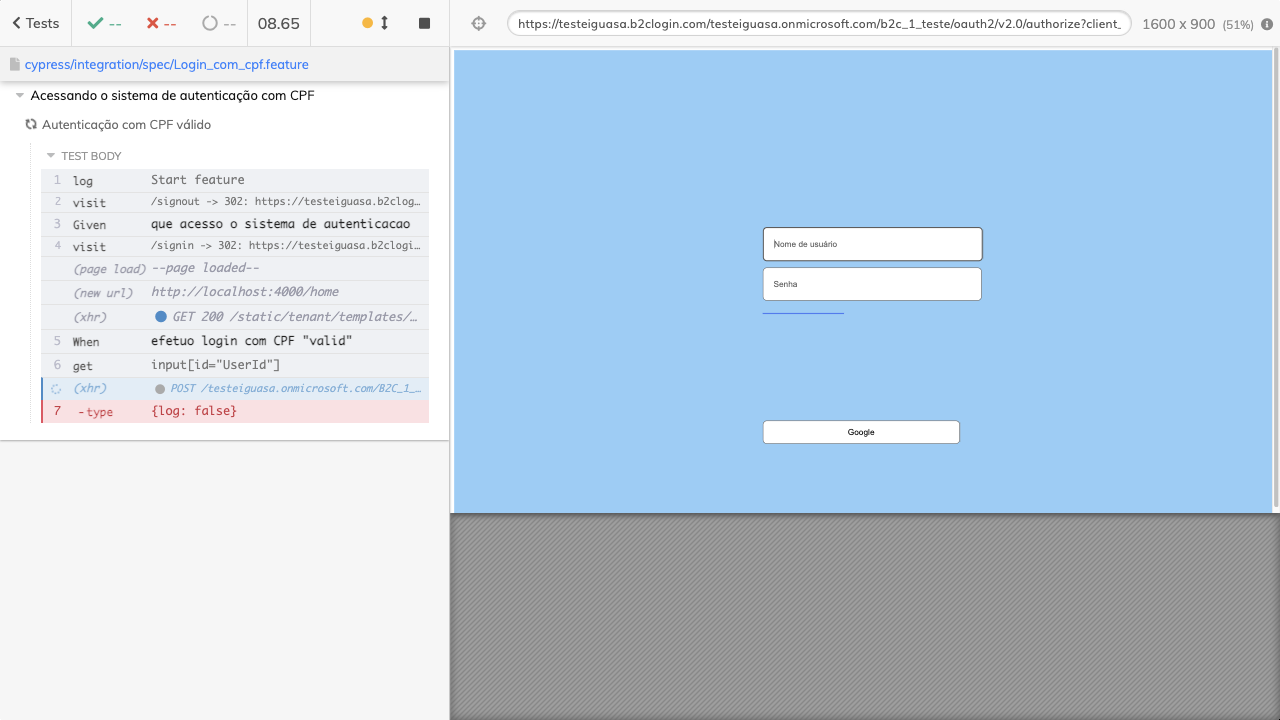 Tests
--
--
--
08.65
https://testeiguasa.b2clogin.com/testeiguasa.onmicrosoft.com/b2c_1_teste/oauth2/v2.0/authorize?client_
1600 x 900 (51%)
cypress/integration/spec/Login_com_cpf.feature
Acessando o sistema de autenticação com CPF
Autenticação com CPF válido
TEST BODY
1 log Start feature
2 visit /signout -> 302: https://testeiguasa.b2clog...
3 Given que acesso o sistema de autenticacao
4 visit /signin -> 302: https://testeiguasa.b2clogi...
(page load) --page loaded--
(new url) http://localhost:4000/home
(xhr) GET 200 /static/tenant/templates/...
5 When efetuo login com CPF "valid"
6 get input[id="UserId"]
(xhr) POST /testeiguasa.onmicrosoft.com/B2C_1_...
7 -type {log: false}
Nome de usuário
Senha
Google